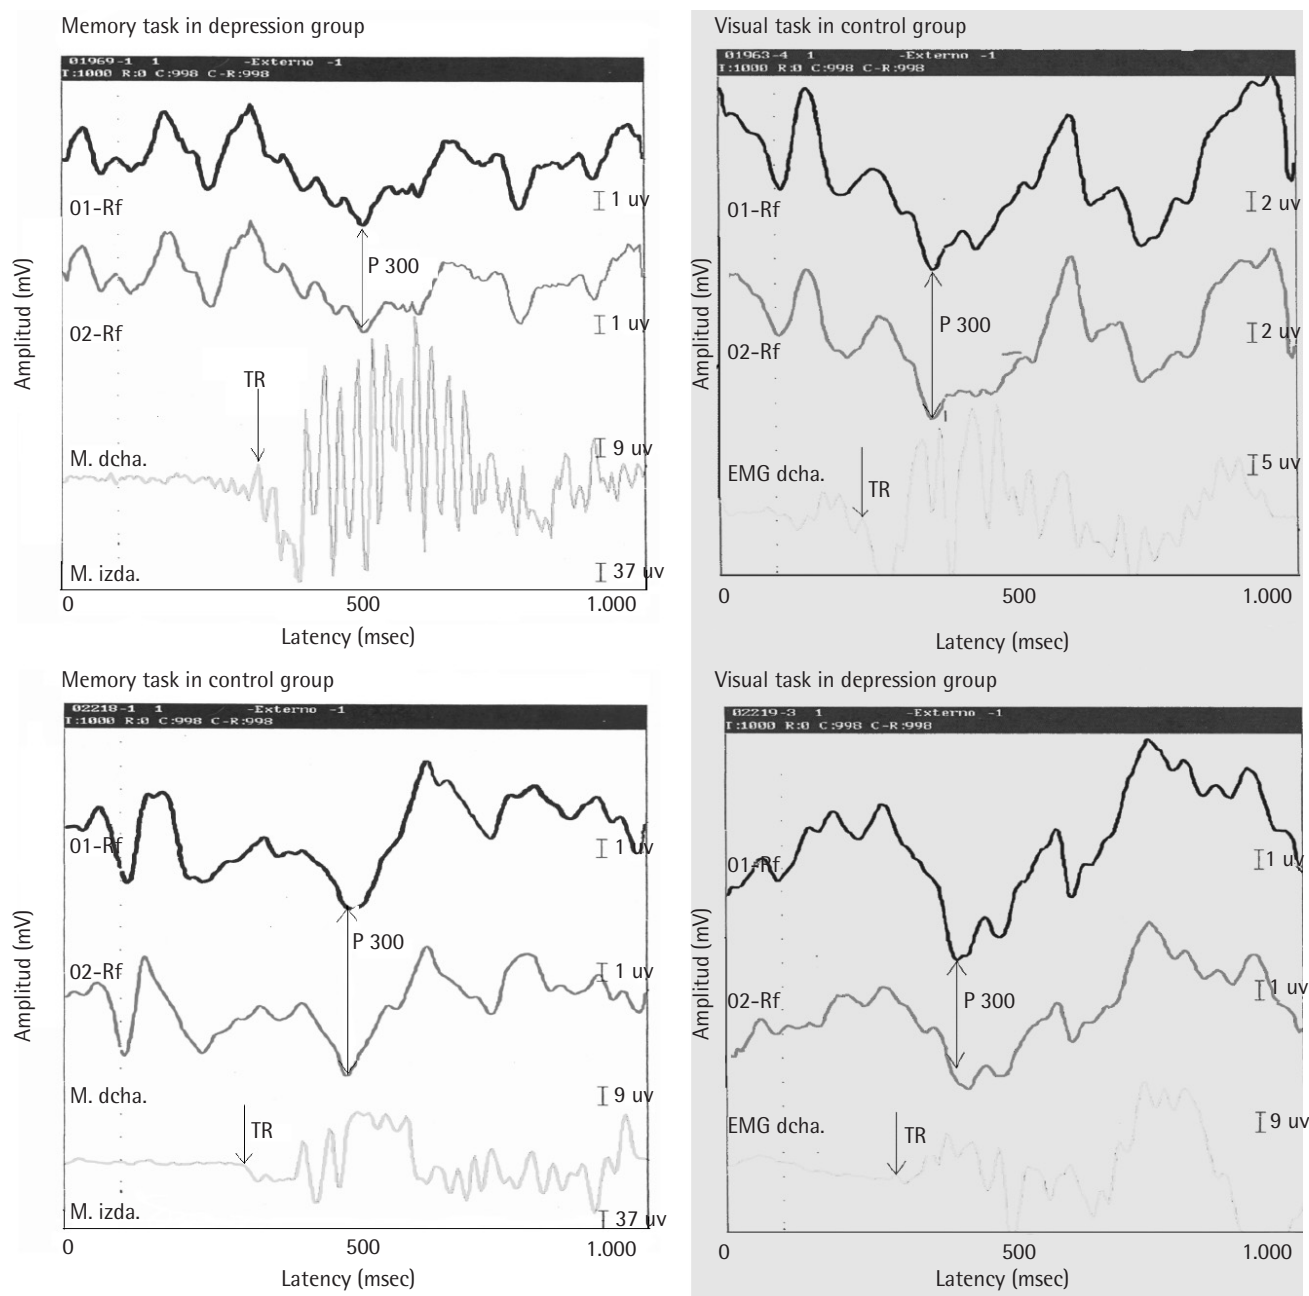 Memory task in depression group
01969-1 1 -Externo -1
T:1000 R:0 C:998 C-R:998
01-Rf
1 uv
P 300
02-Rf
1 uv
TR
M. dcha.
9 uv
M. izda.
37 uv
0 500 1.000
Latency (msec)
Amplitud (mV)
Visual task in control group
01963-4 1 -Externo -1
T:1000 R:0 C:998 C-R:998
01-Rf
2 uv
P 300
02-Rf
2 uv
EMG dcha.
5 uv
TR
0 500 1.000
Latency (msec)
Amplitud (mV)
Memory task in control group
02218-1 1 -Externo -1
T:1000 R:0 C:998 C-R:998
01-Rf
1 uv
P 300
02-Rf
1 uv
M. dcha.
9 uv
TR
M. izda.
37 uv
0 500 1.000
Latency (msec)
Amplitud (mV)
Visual task in depression group
02219-3 1 -Externo -1
T:1000 R:0 C:998 C-R:998
01-Rf
1 uv
P 300
02-Rf
1 uv
EMG dcha.
9 uv
TR
0 500 1.000
Latency (msec)
Amplitud (mV)